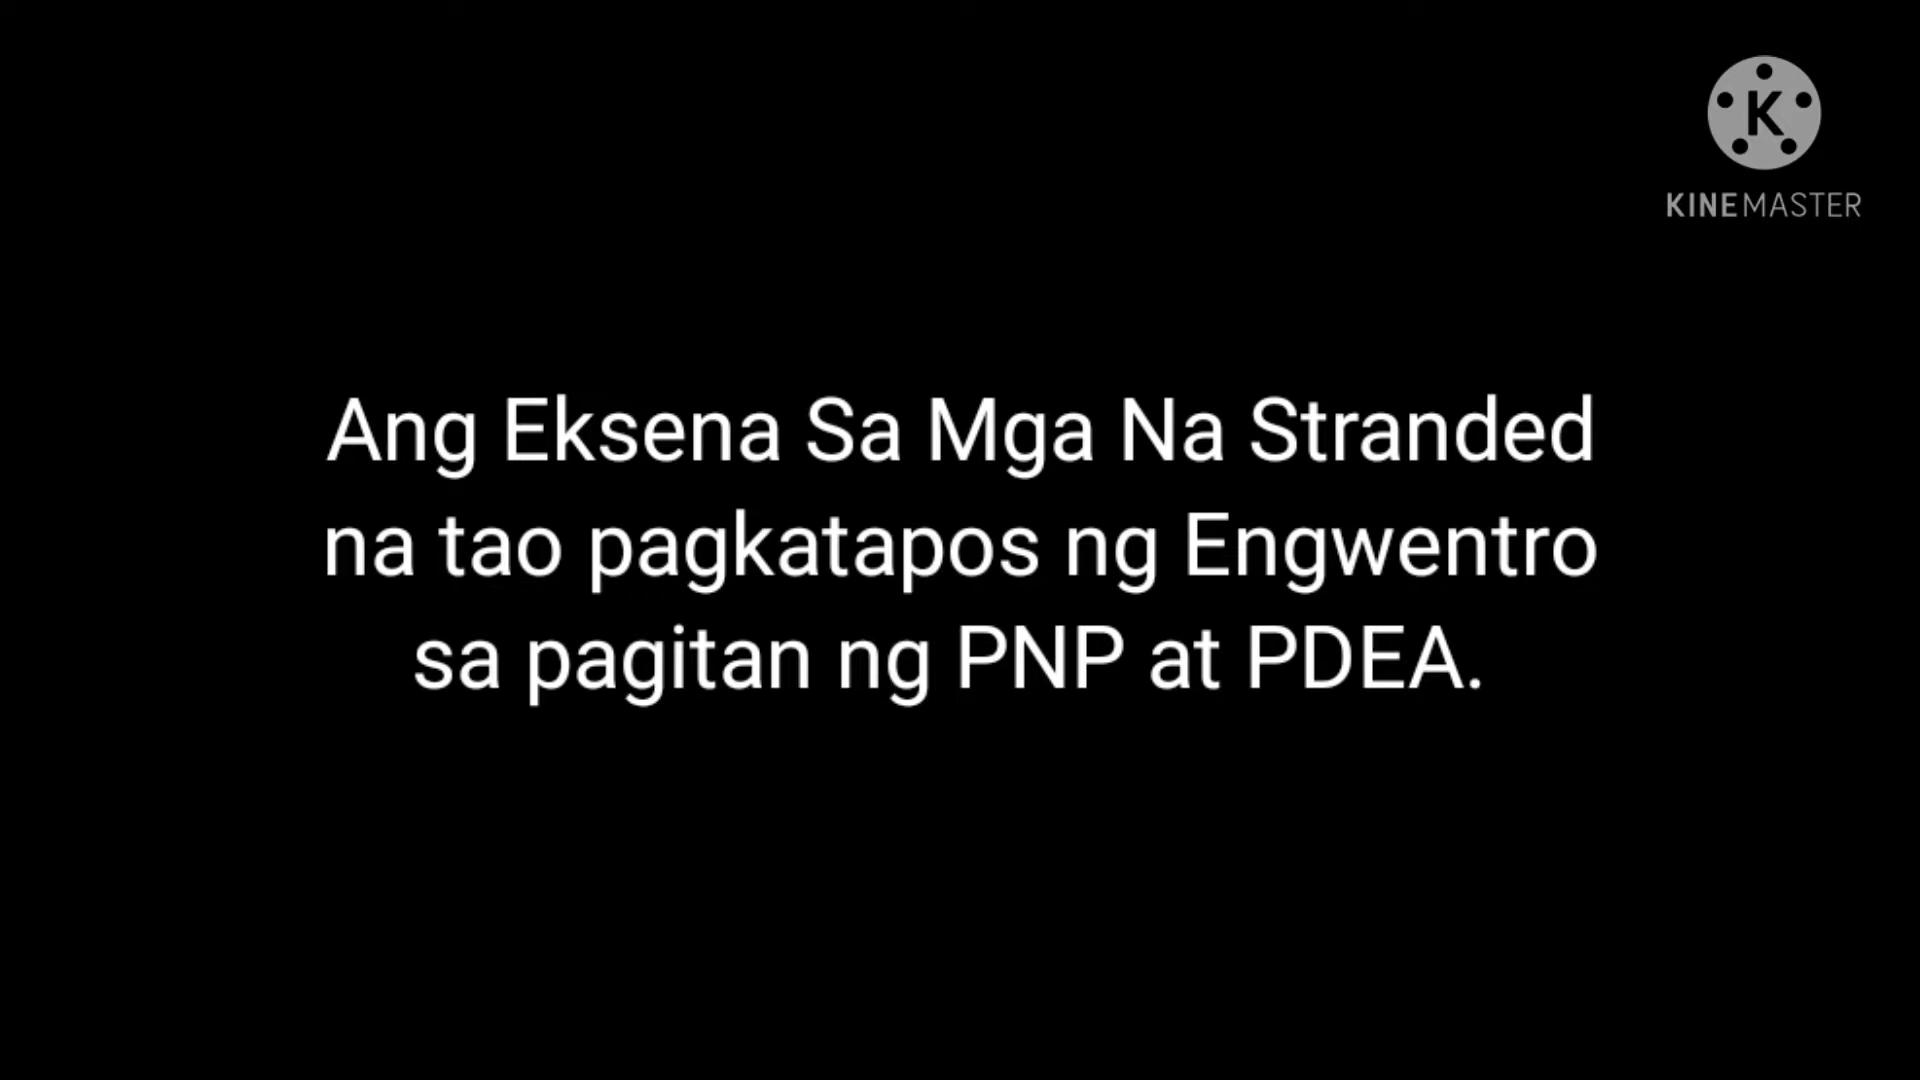 K
KINEMASTER
Ang Eksena Sa Mga Na Stranded
na tao pagkatapos ng Engwentro
sa pagitan ng PNP at PDEA.